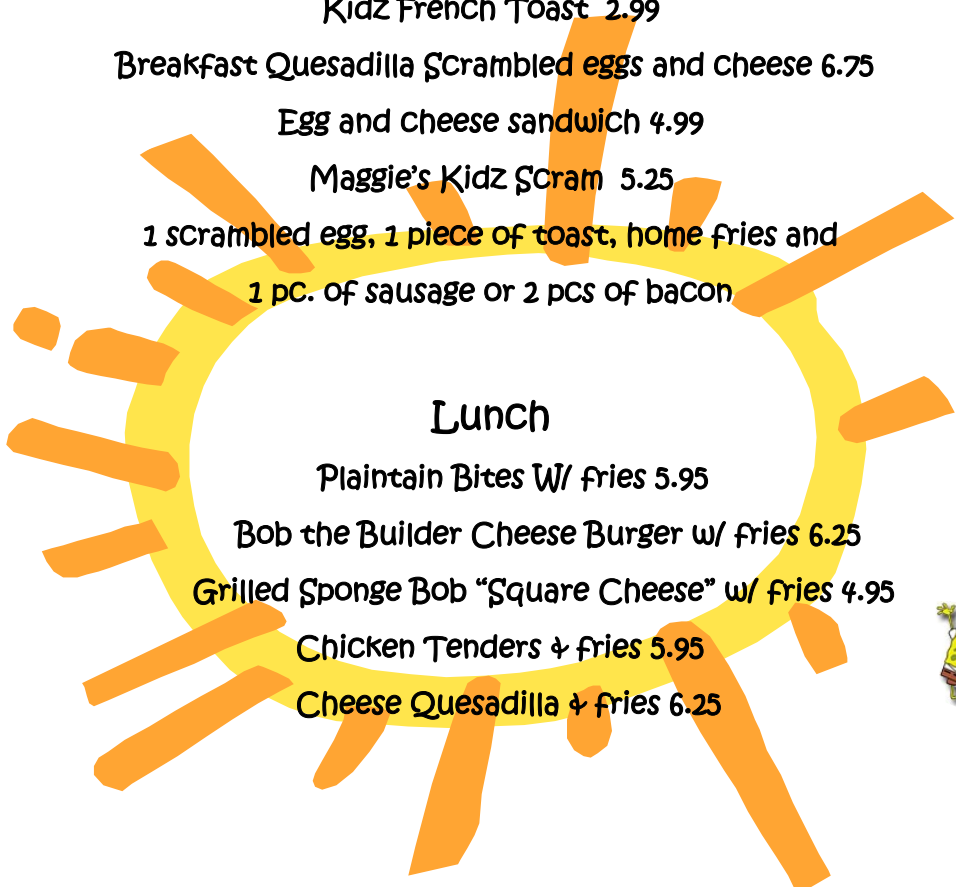 Kidz French Toast 2.99
Breakfast Quesadilla Scrambled eggs and cheese 6.75
Egg and cheese sandwich 4.99
Maggie's Kidz Scram 5.25
1 scrambled egg, 1 piece of toast, home fries and
1 pc. of sausage or 2 pcs of bacon
Lunch
Plaintain Bites W/ fries 5.95
Bob the Builder Cheese Burger w/ fries 6.25
Grilled Sponge Bob “Square Cheese” w/ fries 4.95
Chicken Tenders & fries 5.95
Cheese Quesadilla & fries 6.25